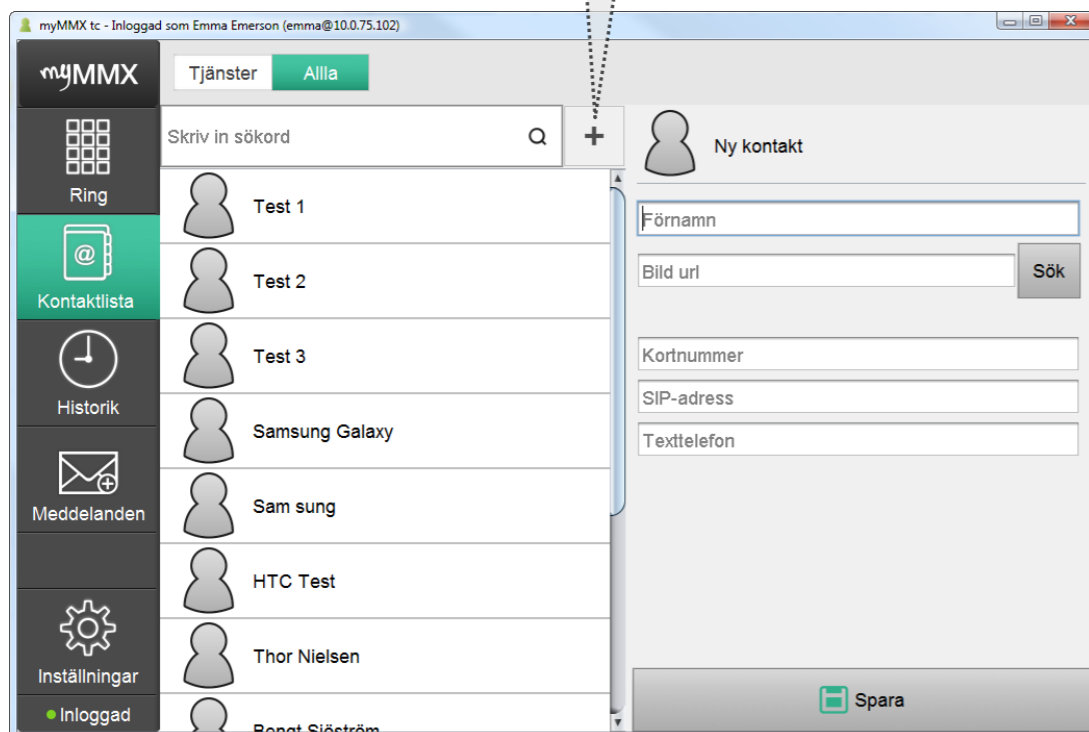 myMMX tc - Inloggad som Emma Emerson (emma@10.0.75.102)
myMMX
Tjänster
Allla
Skriv in sökord
+
Ny kontakt
Ring
Kontaktlista
Historik
Meddelanden
Inställningar
Inloggad
Test 1
Test 2
Test 3
Samsung Galaxy
Sam sung
HTC Test
Thor Nielsen
Bengt Sjöström
Förnamn
Bild url
Sök
Kortnummer
SIP-adress
Texttelefon
Spara